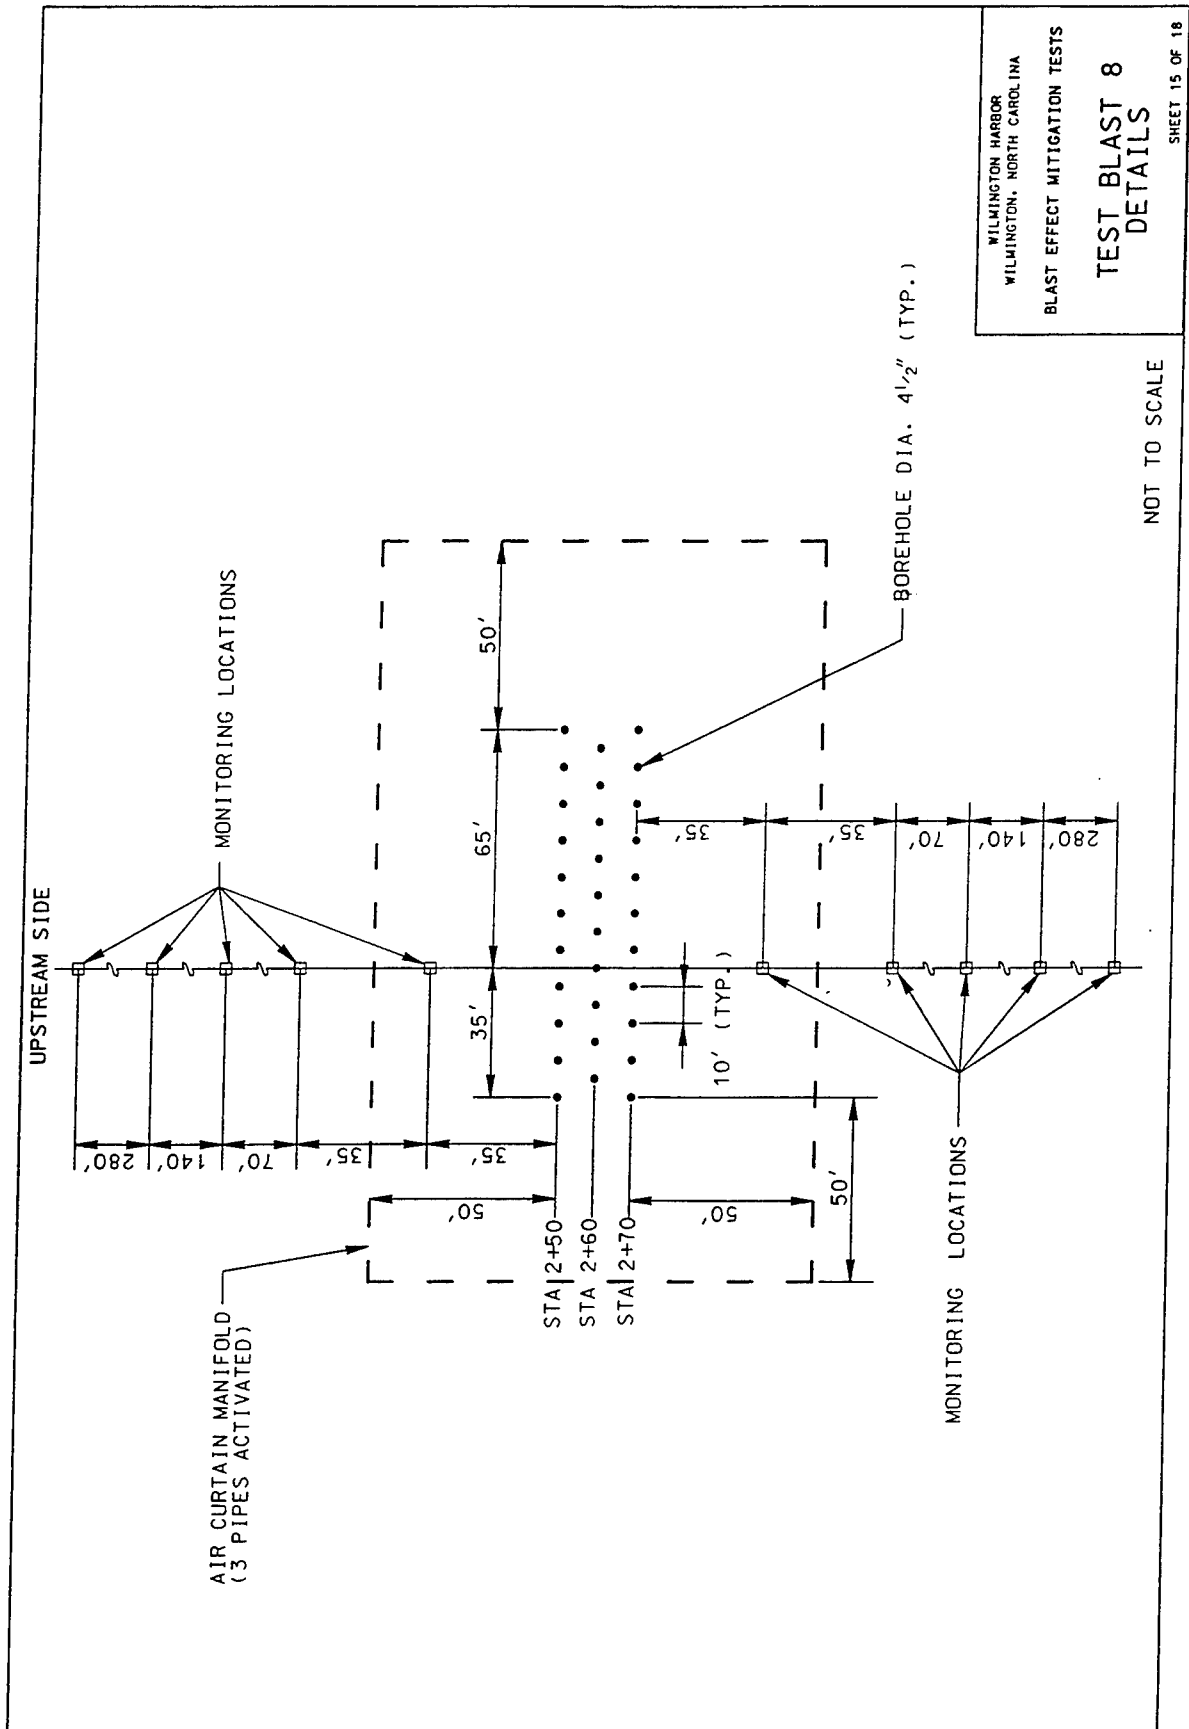 UPSTREAM SIDE
MONITORING LOCATIONS
280'
140'
70'
35'
35'
AIR CURTAIN MANIFOLD
(3 PIPES ACTIVATED)
50'
35'
65'
50'
STA 2+50
STA 2+60
STA 2+70
10' (TYP.)
50'
50'
35'
35'
70'
140'
280'
BOREHOLE DIA. 4 1/2" (TYP.)
MONITORING LOCATIONS
NOT TO SCALE
WILMINGTON HARBOR
WILMINGTON, NORTH CAROLINA
BLAST EFFECT MITIGATION TESTS
TEST BLAST 8
DETAILS
SHEET 15 OF 18